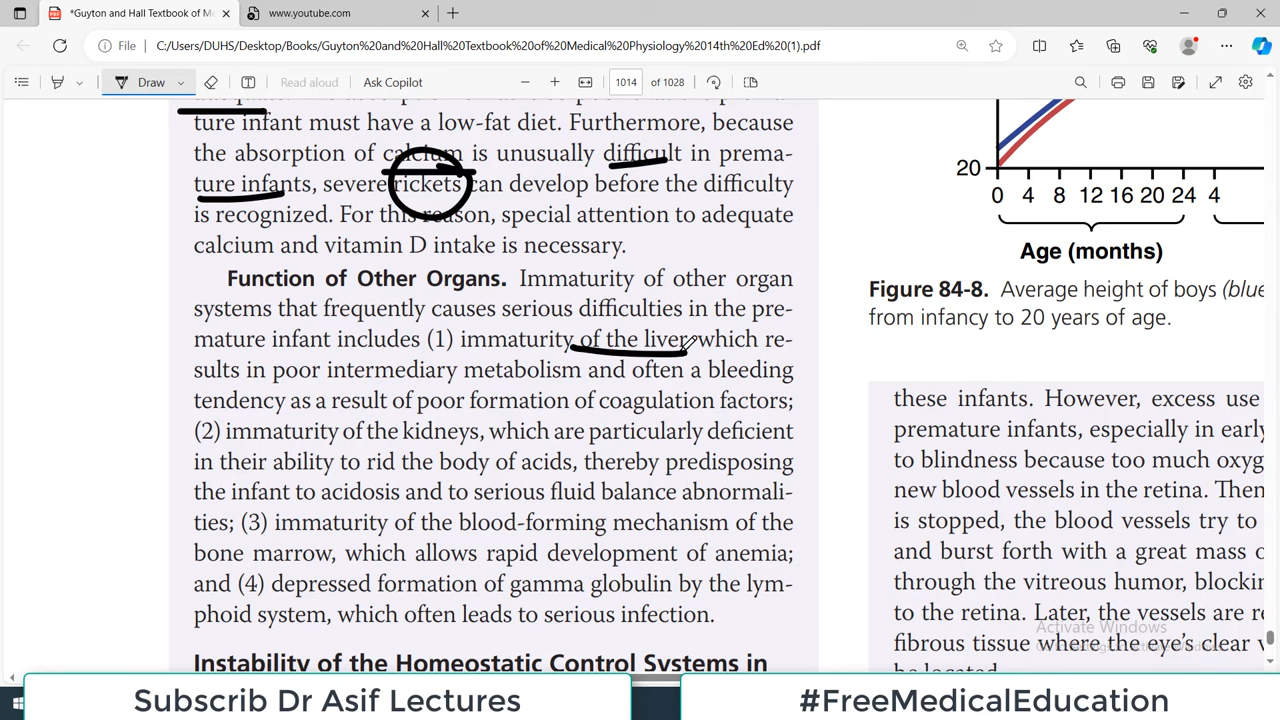 *Guyton and Hall Textbook of Me
www.youtube.com
File
C:/Users/DUHS/Desktop/Books/Guyton%20and%20Hall%20Textbook%20of%20Medical%20Physiology%2014th%20Ed%20(1).pdf
Draw
Read aloud
Ask Copilot
1014 of 1028
ture infant must have a low-fat diet. Furthermore, because
the absorption of calcium is unusually difficult in prema-
ture infants, severe rickets can develop before the difficulty
is recognized. For this reason, special attention to adequate
calcium and vitamin D intake is necessary.
Function of Other Organs. Immaturity of other organ
systems that frequently causes serious difficulties in the pre-
mature infant includes (1) immaturity of the liver which re-
sults in poor intermediary metabolism and often a bleeding
tendency as a result of poor formation of coagulation factors;
(2) immaturity of the kidneys, which are particularly deficient
in their ability to rid the body of acids, thereby predisposing
the infant to acidosis and to serious fluid balance abnormali-
ties; (3) immaturity of the blood-forming mechanism of the
bone marrow, which allows rapid development of anemia;
and (4) depressed formation of gamma globulin by the lym-
phoid system, which often leads to serious infection.
Instability of the Homeostatic Control Systems in
20
0 4 8 12 16 20 24 4
Age (months)
Figure 84-8. Average height of boys (blue
from infancy to 20 years of age.
these infants. However, excess use
premature infants, especially in early
to blindness because too much oxyg
new blood vessels in the retina. Then
is stopped, the blood vessels try to
and burst forth with a great mass o
through the vitreous humor, blockin
to the retina. Later, the vessels are re
fibrous tissue where the eye's clear v
be located.
Activate Windows
Subscrib Dr Asif Lectures
#FreeMedicalEducation